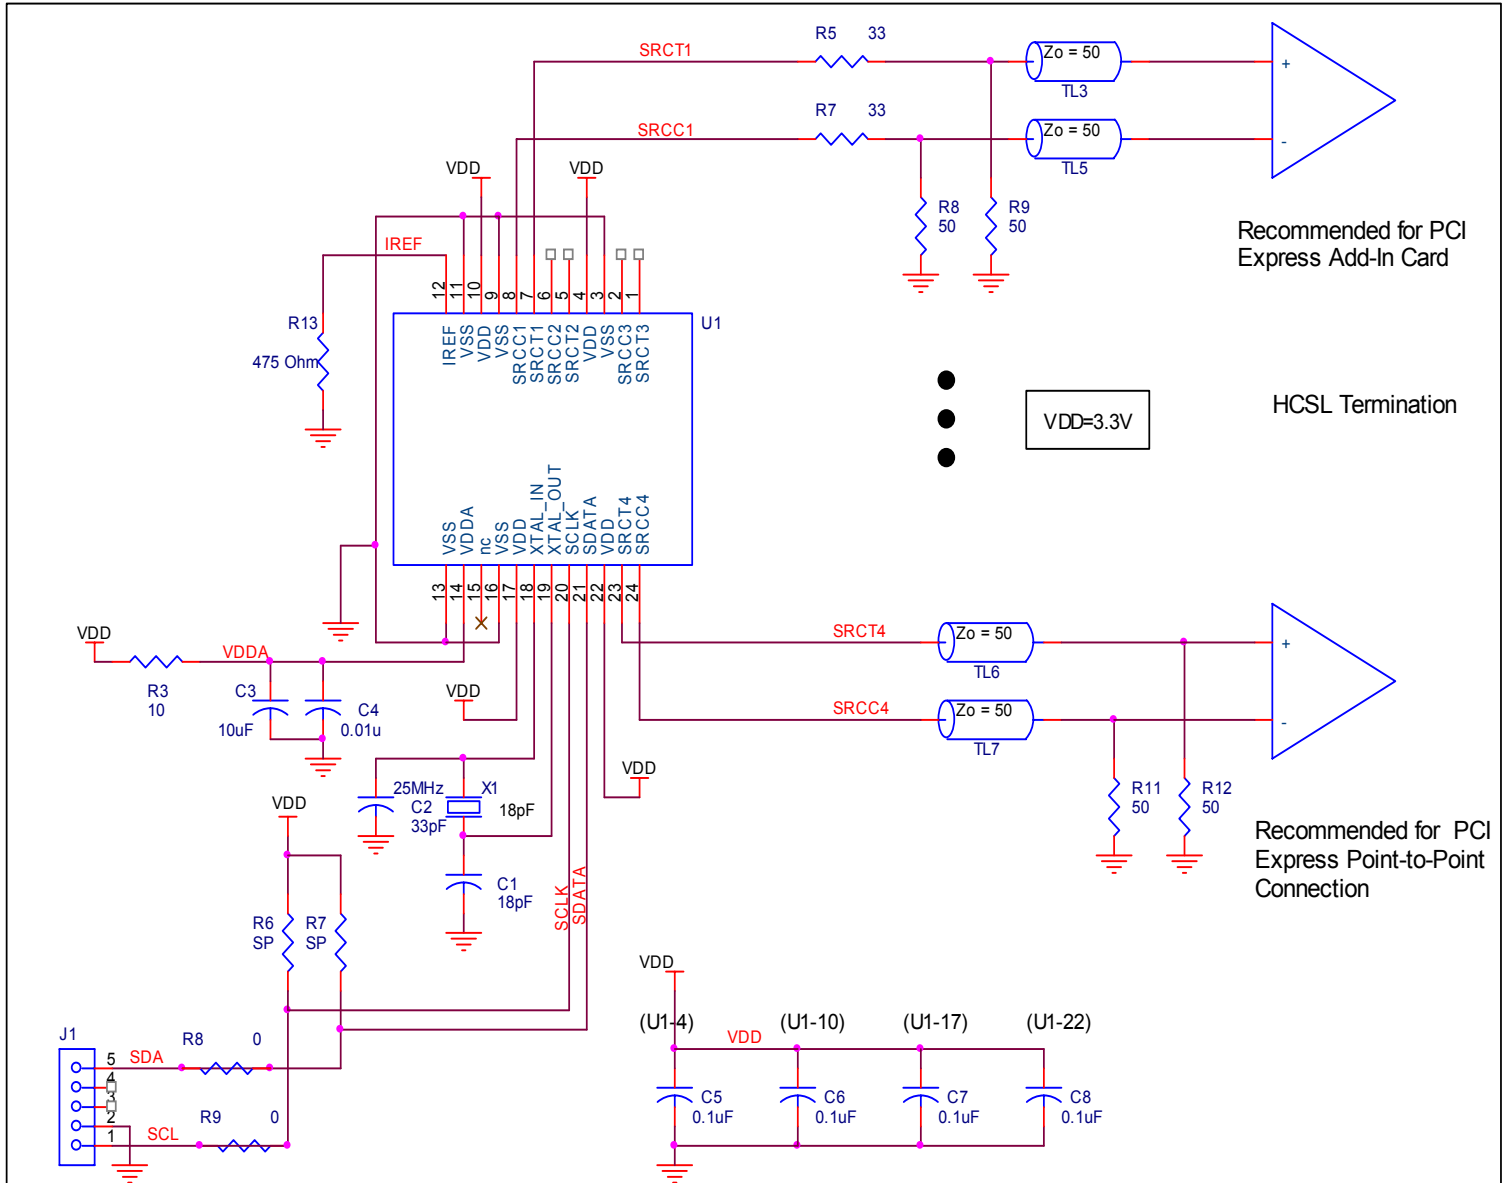 R5 33
SRCT1
Zo = 50
TL3
+
R7 33
SRCC1
Zo = 50
TL5
-
VDD
VDD
R8
50
R9
50
Recommended for PCI
Express Add-In Card
IREF
12
11
10
9
8
7
6
5
4
3
2
1
R13
475 Ohm
U1
IREF
VSS
VDD
VSS
SRCC1
SRCT1
SRCC2
SRCT2
VDD
VSS
SRCC3
SRCT3
VDD=3.3V
HCSL Termination
VSS
VDDA
nc
VSS
VDD
XTAL_IN
XTAL_OUT
SCLK
SDATA
VDD
SRCT4
SRCC4
13
14
15
16
17
18
19
20
21
22
23
24
VDD
VDDA
R3
10
C3
10uF
C4
0.01u
VDD
SRCT4
Zo = 50
TL6
+
SRCC4
Zo = 50
TL7
-
VDD
R11
50
R12
50
Recommended for PCI
Express Point-to-Point
Connection
25MHz
X1
C2
33pF
18pF
VDD
C1
18pF
SCLK
SDATA
R6
SP
R7
SP
VDD
(U1-4) (U1-10) (U1-17) (U1-22)
VDD
C5
0.1uF
C6
0.1uF
C7
0.1uF
C8
0.1uF
J1
R8 0
5
SDA
4
3
2
1
SCL
R9 0